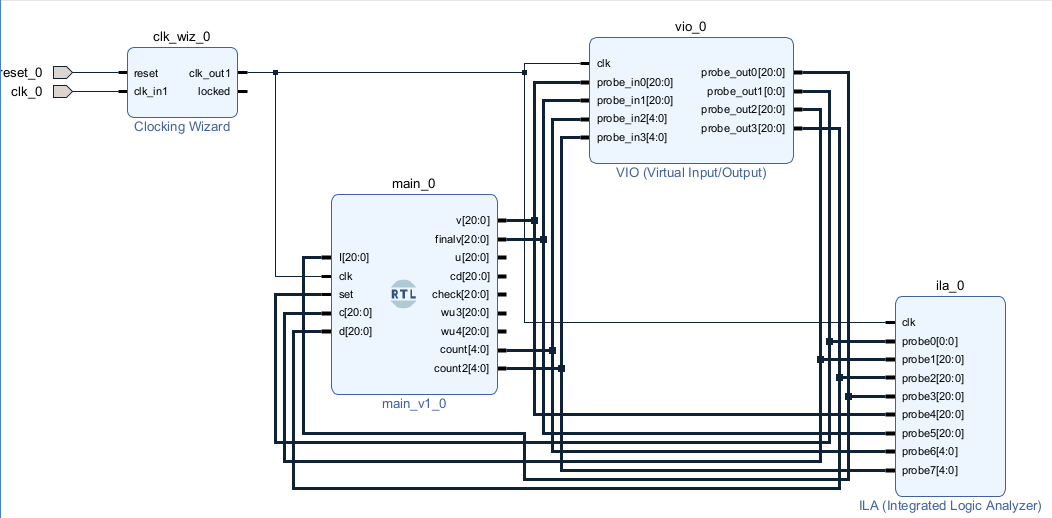 clk_wiz_0
reset_0
clk_0
reset
clk_in1
clk_out1
locked
Clocking Wizard
vio_0
clk
probe_in0[20:0]
probe_in1[20:0]
probe_in2[4:0]
probe_in3[4:0]
probe_out0[20:0]
probe_out1[0:0]
probe_out2[20:0]
probe_out3[20:0]
VIO (Virtual Input/Output)
main_0
l[20:0]
clk
set
c[20:0]
d[20:0]
RTL
v[20:0]
finalv[20:0]
u[20:0]
cd[20:0]
check[20:0]
wu3[20:0]
wu4[20:0]
count[4:0]
count2[4:0]
main_v1_0
ila_0
clk
probe0[0:0]
probe1[20:0]
probe2[20:0]
probe3[20:0]
probe4[20:0]
probe5[20:0]
probe6[4:0]
probe7[4:0]
ILA (Integrated Logic Analyzer)